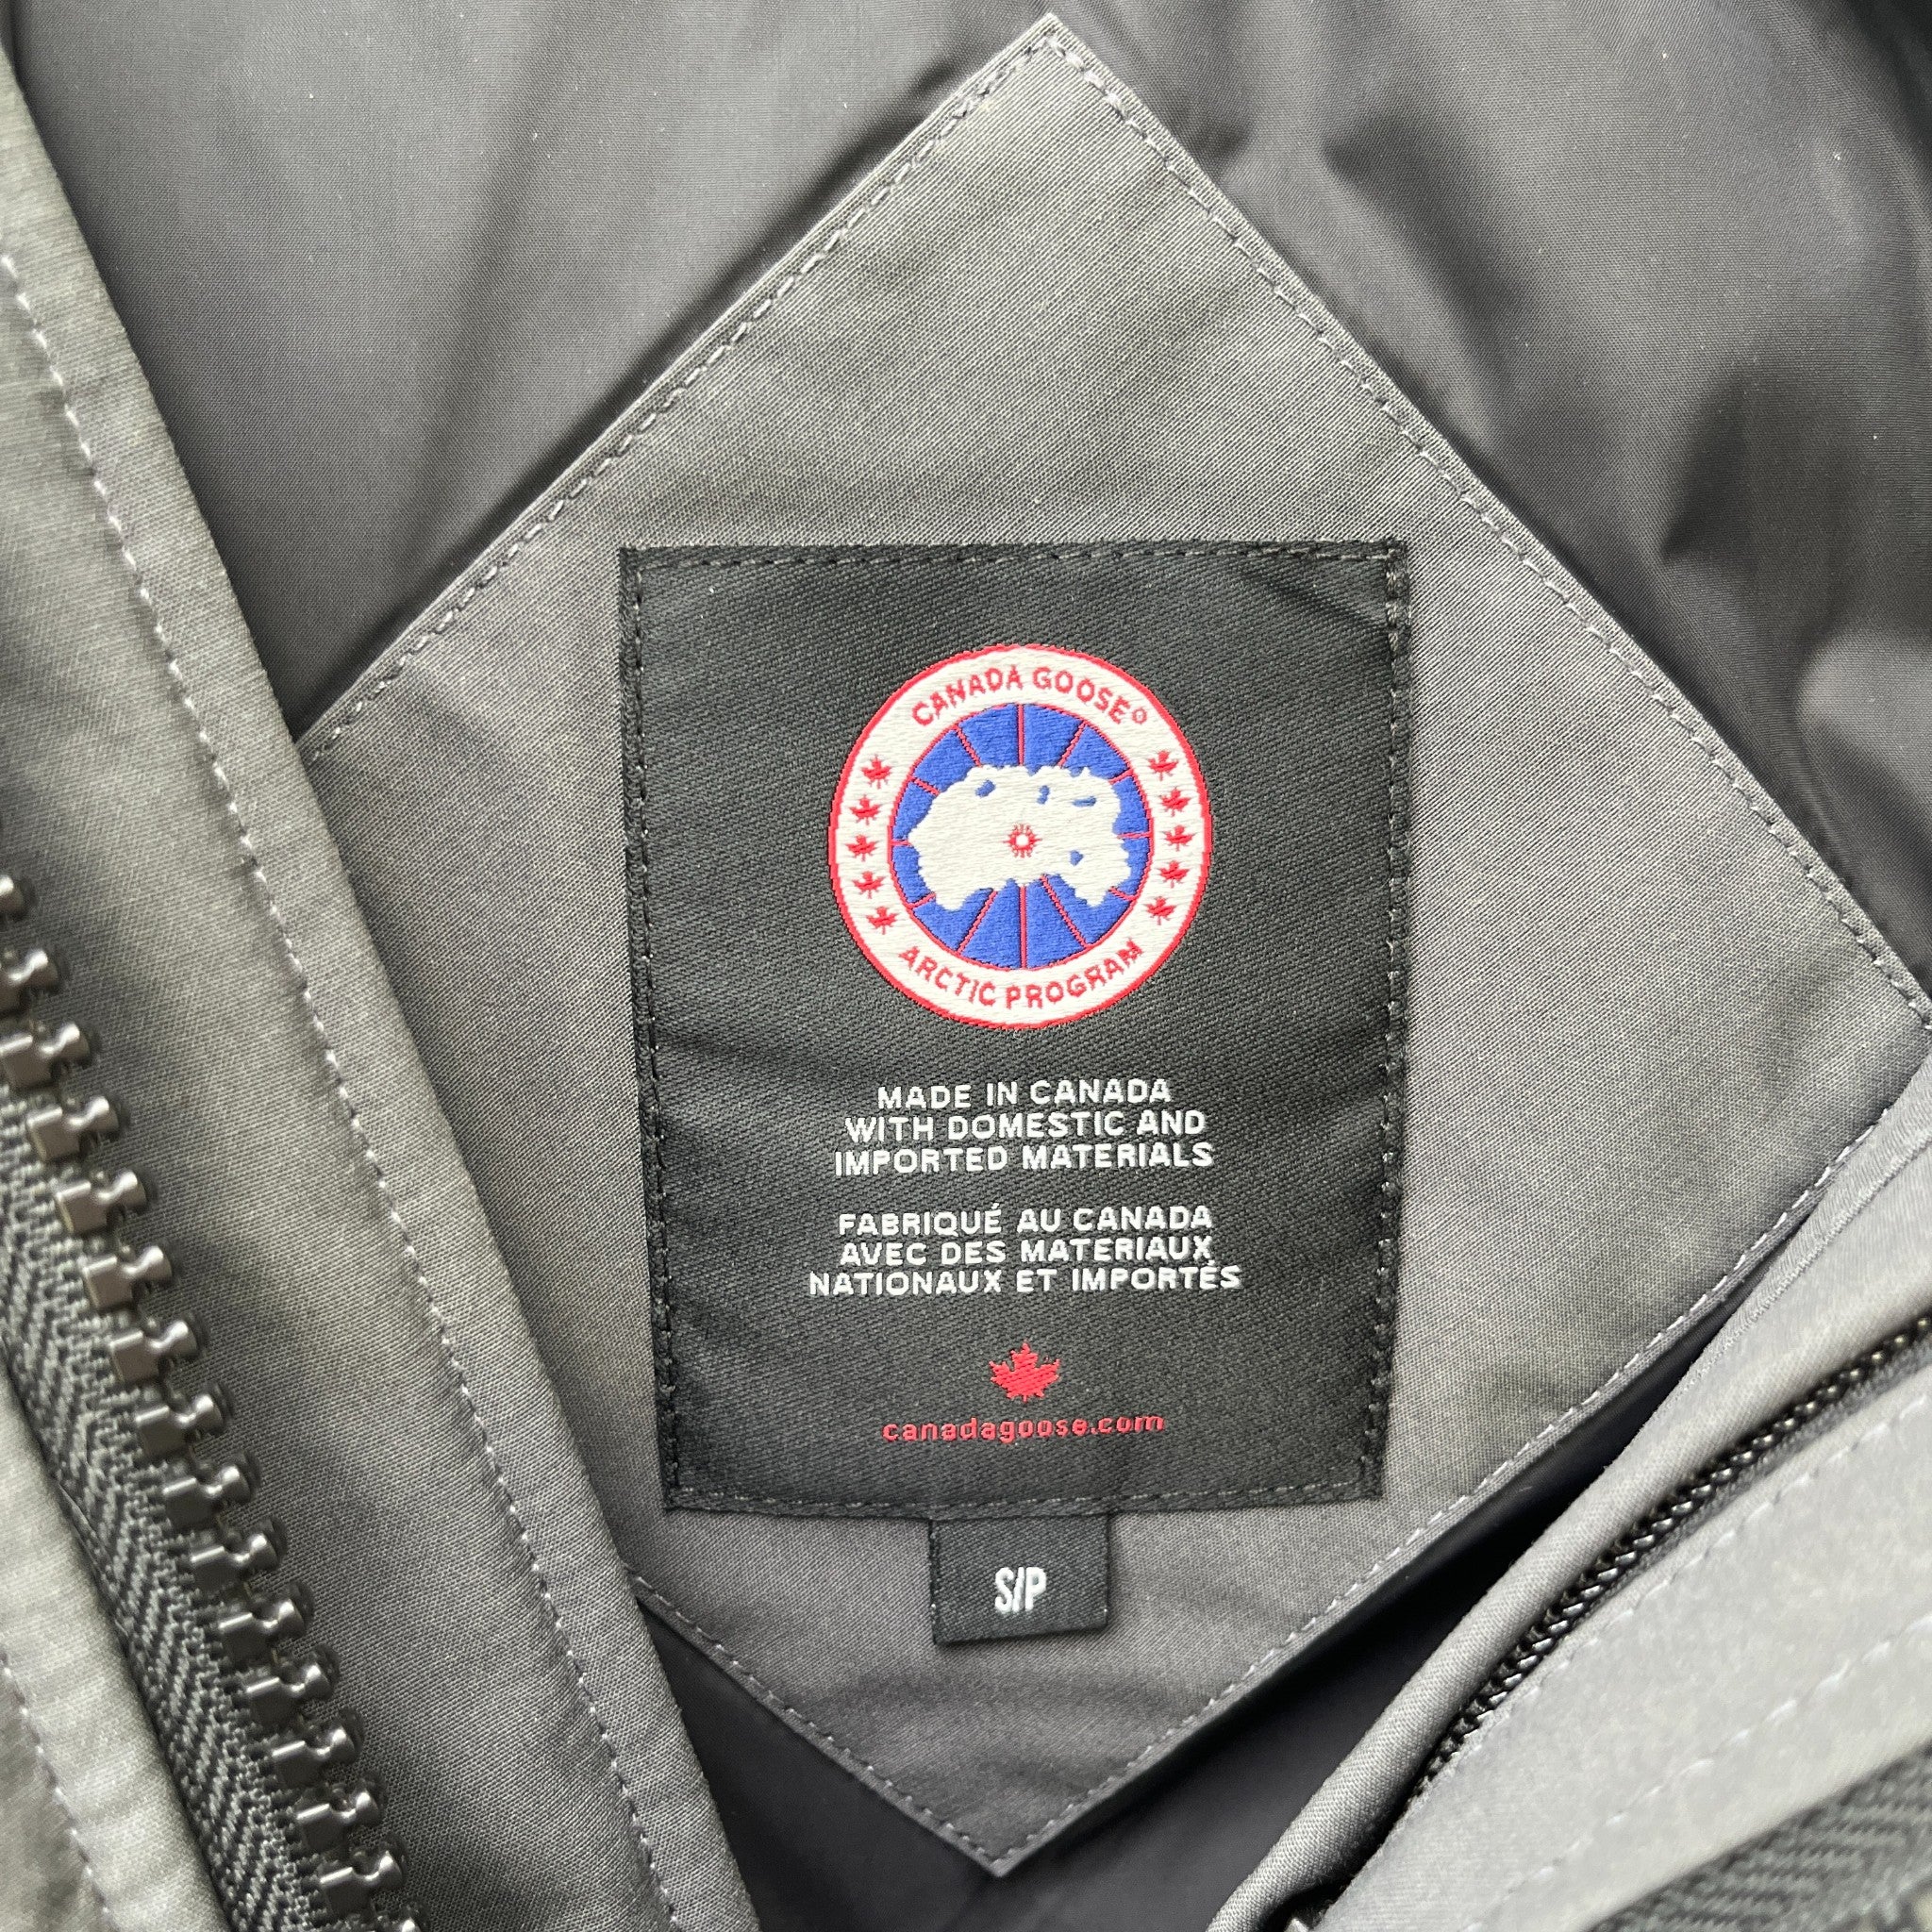 CANADA GOOSE®
ARCTIC PROGRAM
MADE IN CANADA
WITH DOMESTIC AND
IMPORTED MATERIALS
FABRIQUÉ AU CANADA
AVEC DES MATERIAUX
NATIONAUX ET IMPORTÉS
canadagoose.com
S/P